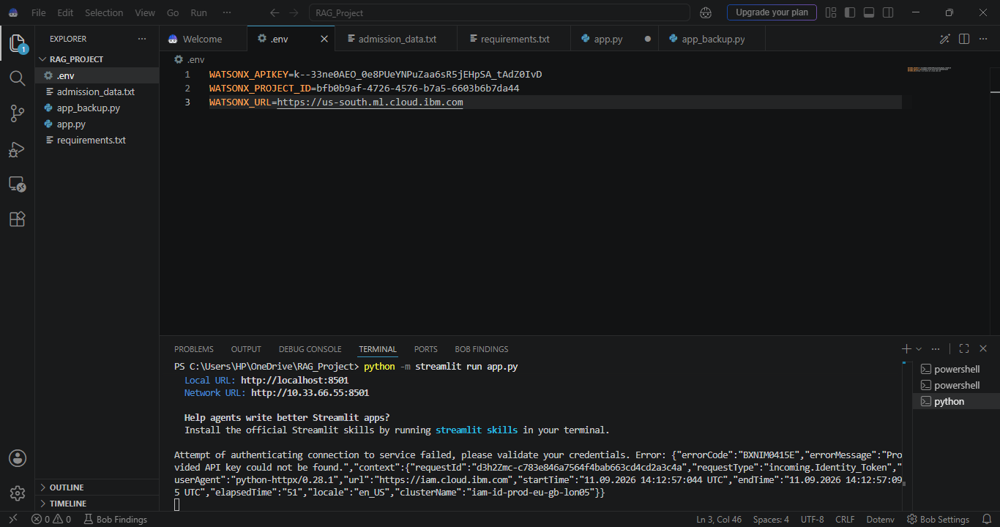 File Edit Selection View Go Run ··· RAG_Project Upgrade your plan
EXPLORER ···
Welcome .env admission_data.txt requirements.txt app.py app_backup.py ···
1
RAG_PROJECT
.env
admission_data.txt
app_backup.py
app.py
requirements.txt
.env
1 WATSONX_APIKEY=k--33ne0AEO_0e8PUeYNPuZaa6sR5jEHpSA_tAdZ0IvD
2 WATSONX_PROJECT_ID=bfb0b9af-4726-4576-b7a5-6603b6b7da44
3 WATSONX_URL=https://us-south.ml.cloud.ibm.com
PROBLEMS OUTPUT DEBUG CONSOLE TERMINAL PORTS BOB FINDINGS
PS C:\Users\HP\OneDrive\RAG_Project> python -m streamlit run app.py
Local URL: http://localhost:8501
Network URL: http://10.33.66.55:8501
Help agents write better Streamlit apps?
Install the official Streamlit skills by running streamlit skills in your terminal.
Attempt of authenticating connection to service failed, please validate your credentials. Error: {"errorCode":"BXNIM0415E","errorMessage":"Pro
vided API key could not be found.","context":{"requestId":"d3h2Zmc-c783e846a7564f4bab663cd4cd2a3c4a","requestType":"incoming.Identity_Token","
userAgent":"python-httpx/0.28.1","url":"https://iam.cloud.ibm.com","startTime":"11.09.2026 14:12:57:044 UTC","endTime":"11.09.2026 14:12:57:09
5 UTC","elapsedTime":"51","locale":"en_US","clusterName":"iam-id-prod-eu-gb-lon05"}}
powershell
powershell
python
OUTLINE
TIMELINE
0 0 Bob Findings Ln 3, Col 46 Spaces: 4 UTF-8 CRLF Dotenv Bob Settings